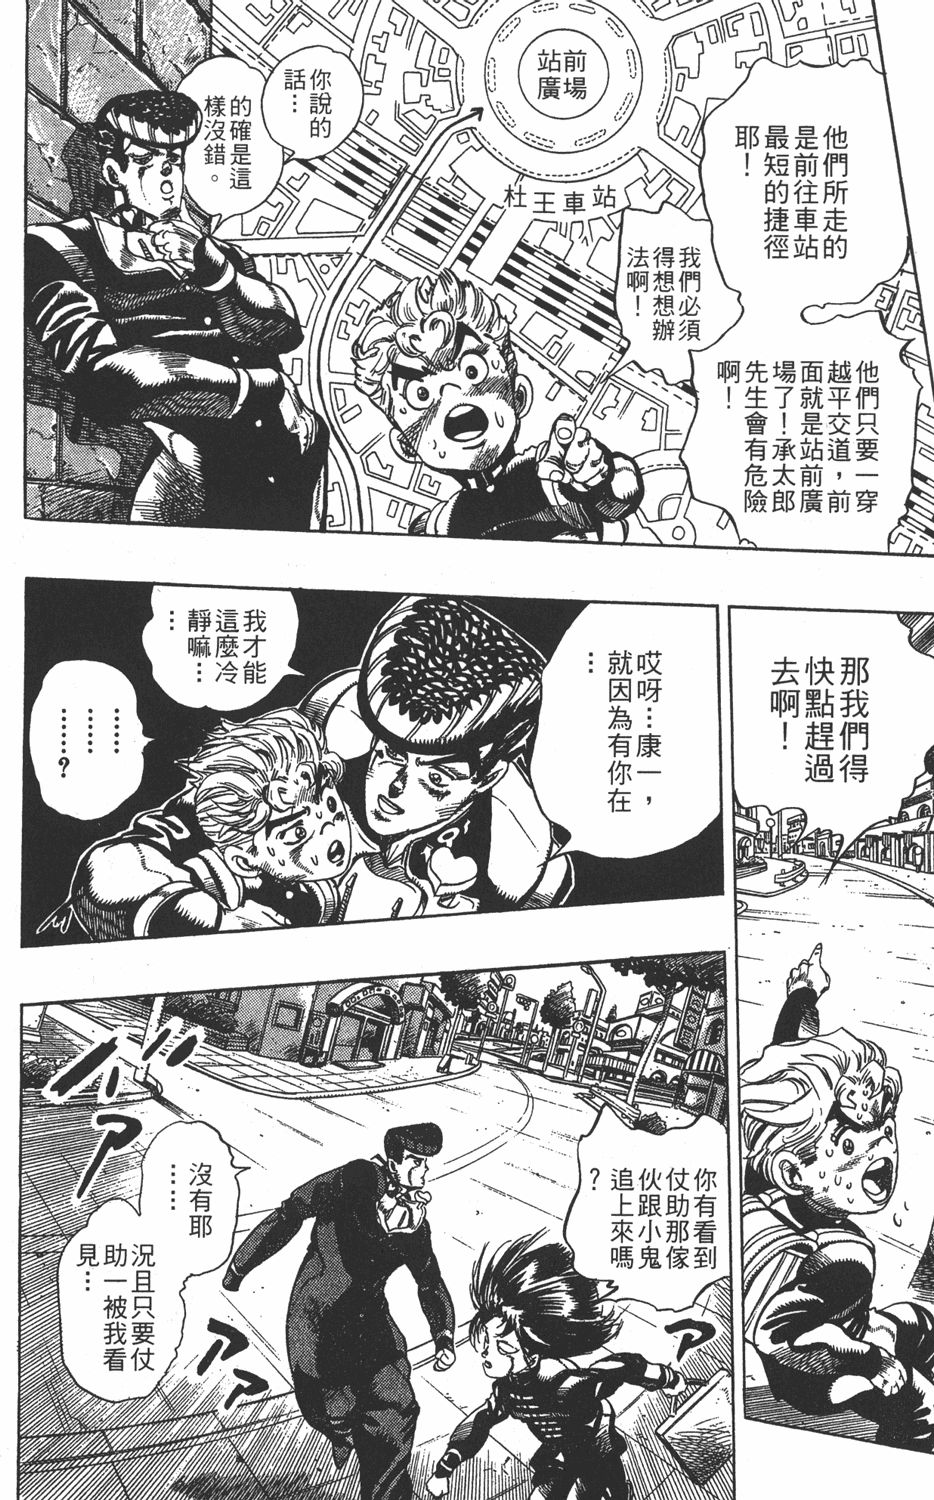 他們所走的
是前往車站
最短的捷徑
耶！
他們只要一穿
越平交道，前
面就是站前廣
場了！承太郎
先生會有危險
啊！
前場
站廣
杜王車站
我們必須
得想想辦
法啊！
你說的
話…
的確是這
樣沒錯。
那我們得
快點趕過
去啊！
哎呀…康一，
就因為有你在
…
我才能
這麼冷
靜嘛…
…
………
………
……？
你有看到
仗助那傢
伙跟小鬼
追上來嗎
？
沒有耶
……
況且只要仗
助一被我看
見…
ババッ
ア
ア
ア